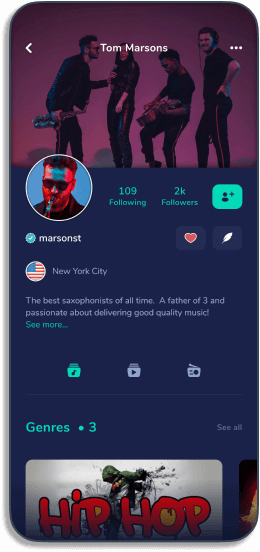 Tom Marsons
109
Following
2k
Followers
marsonst
New York City
The best saxophonists of all time. A father of 3 and
passionate about delivering good quality music!
See more...
Genres • 3
See all
HIP HOP